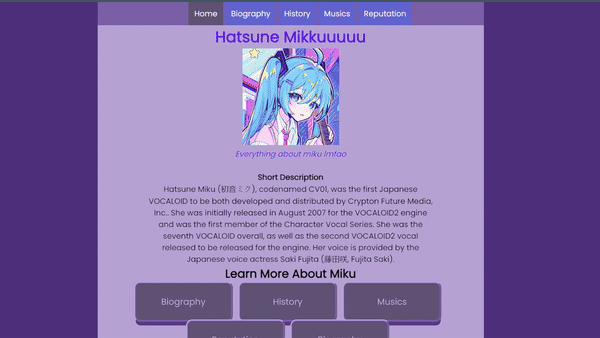 Home Biography History Musics Reputation
Hatsune Mikkuuuuu
Everything about miku lmfao
Short Description
Hatsune Miku (初音ミク), codenamed CV01, was the first Japanese
VOCALOID to be both developed and distributed by Crypton Future Media,
Inc.. She was initially released in August 2007 for the VOCALOID2 engine
and was the first member of the Character Vocal Series. She was the
seventh VOCALOID overall, as well as the second VOCALOID2 vocal
released to be released for the engine. Her voice is provided by the
Japanese voice actress Saki Fujita (藤田咲, Fujita Saki).
Learn More About Miku
Biography History Musics